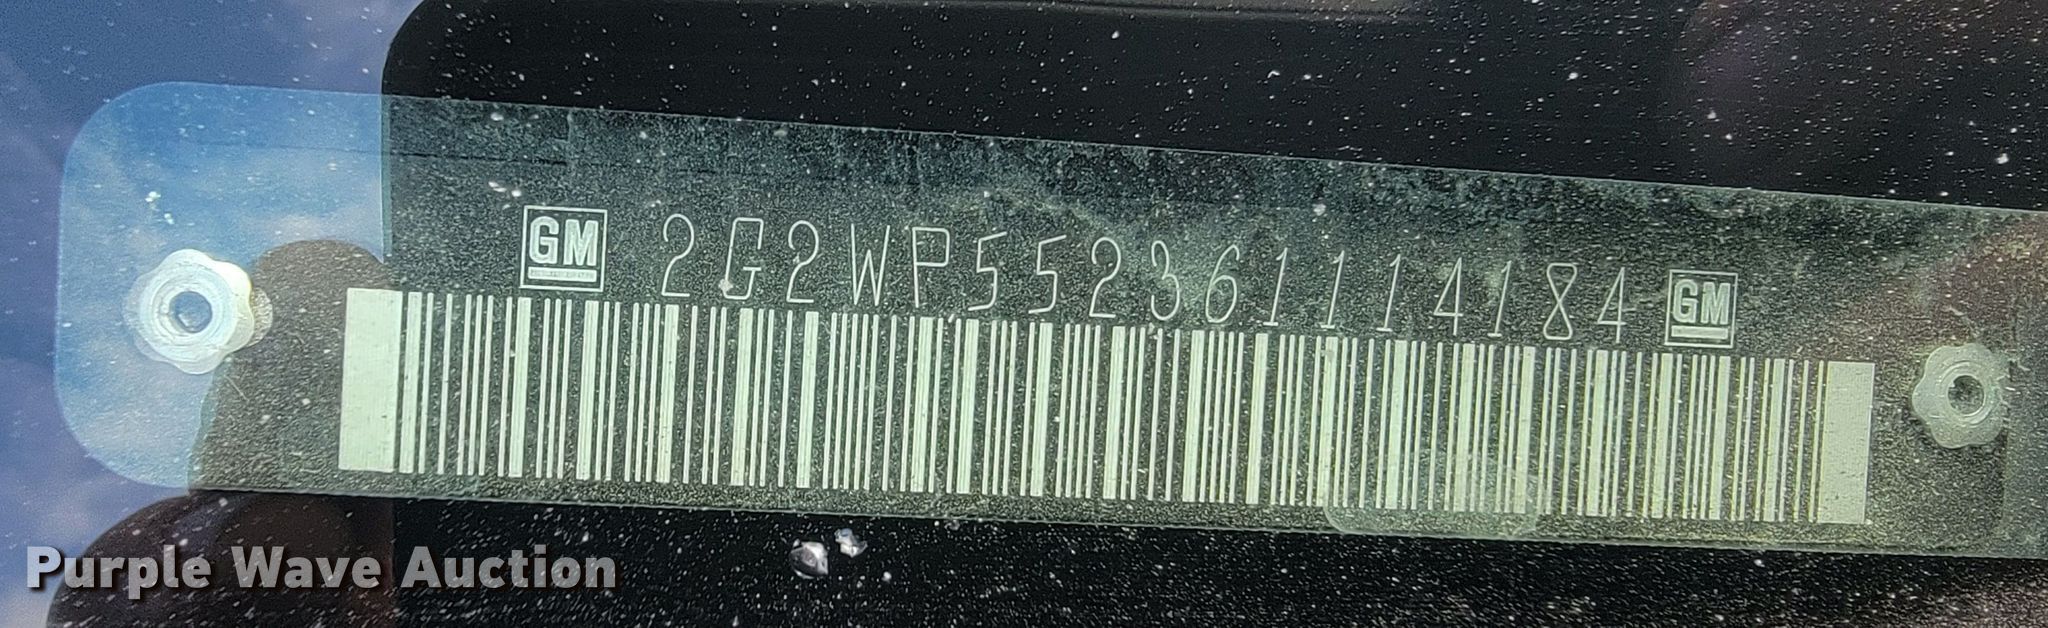 GM 2G2WP552361114184 GM
Purple Wave Auction